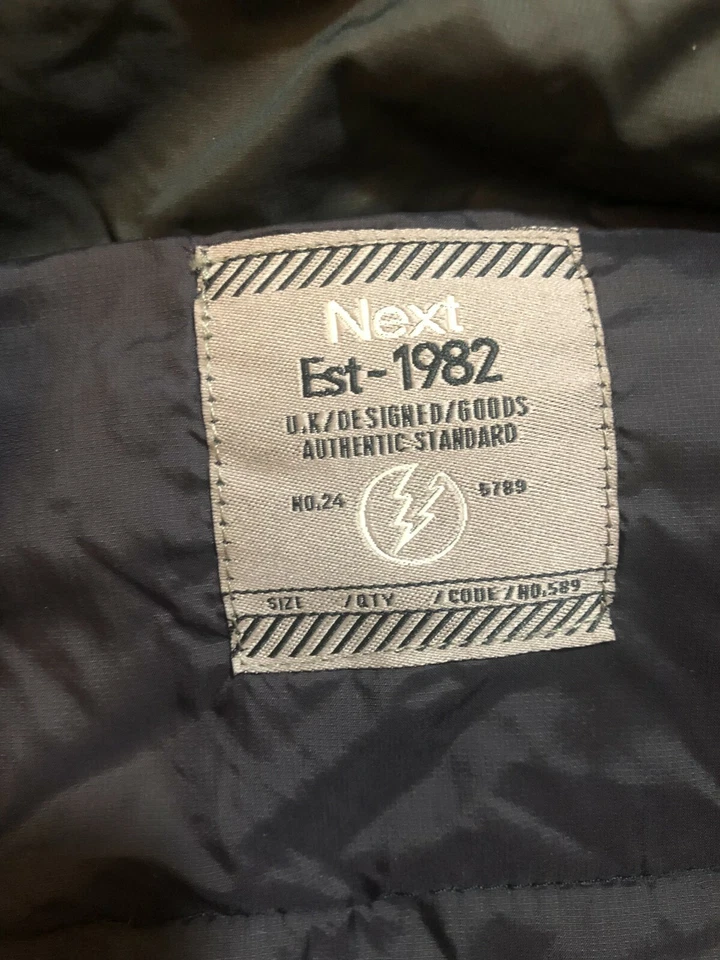 Next
Est-1982
U.K/DESIGNED/GOODS
AUTHENTIC STANDARD
NO.24 5789
SIZE /QTY /CODE/NO.589